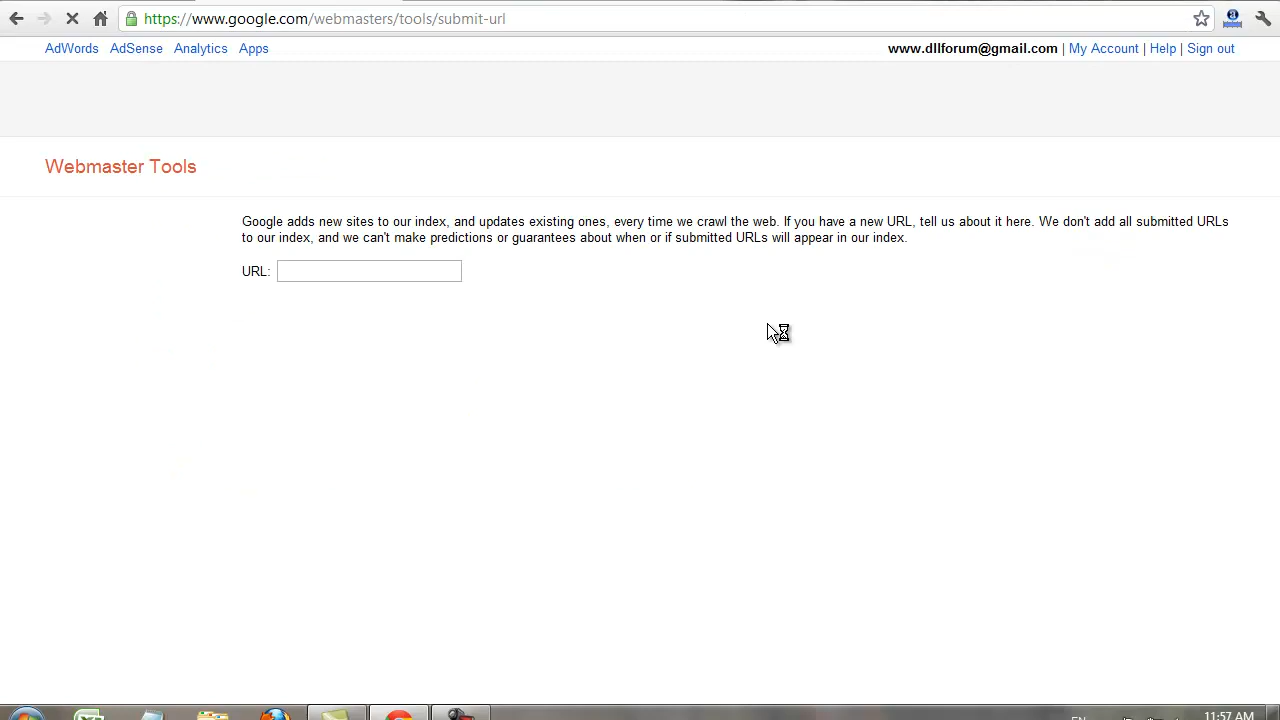 https://www.google.com/webmasters/tools/submit-url
AdWords AdSense Analytics Apps
www.dllforum@gmail.com | My Account | Help | Sign out
Webmaster Tools
Google adds new sites to our index, and updates existing ones, every time we crawl the web. If you have a new URL, tell us about it here. We don't add all submitted URLs
to our index, and we can't make predictions or guarantees about when or if submitted URLs will appear in our index.
URL:
EN
11:57 AM